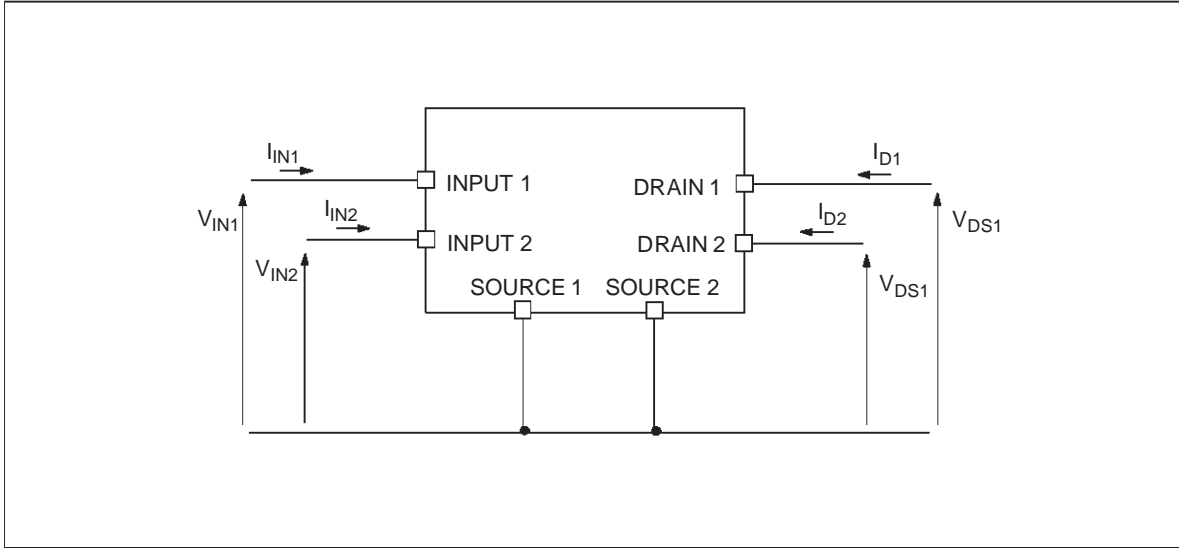 I_IN1
I_D1
INPUT 1
DRAIN 1
V_IN1
I_IN2
I_D2
V_DS1
INPUT 2
DRAIN 2
V_IN2
V_DS1
SOURCE 1
SOURCE 2